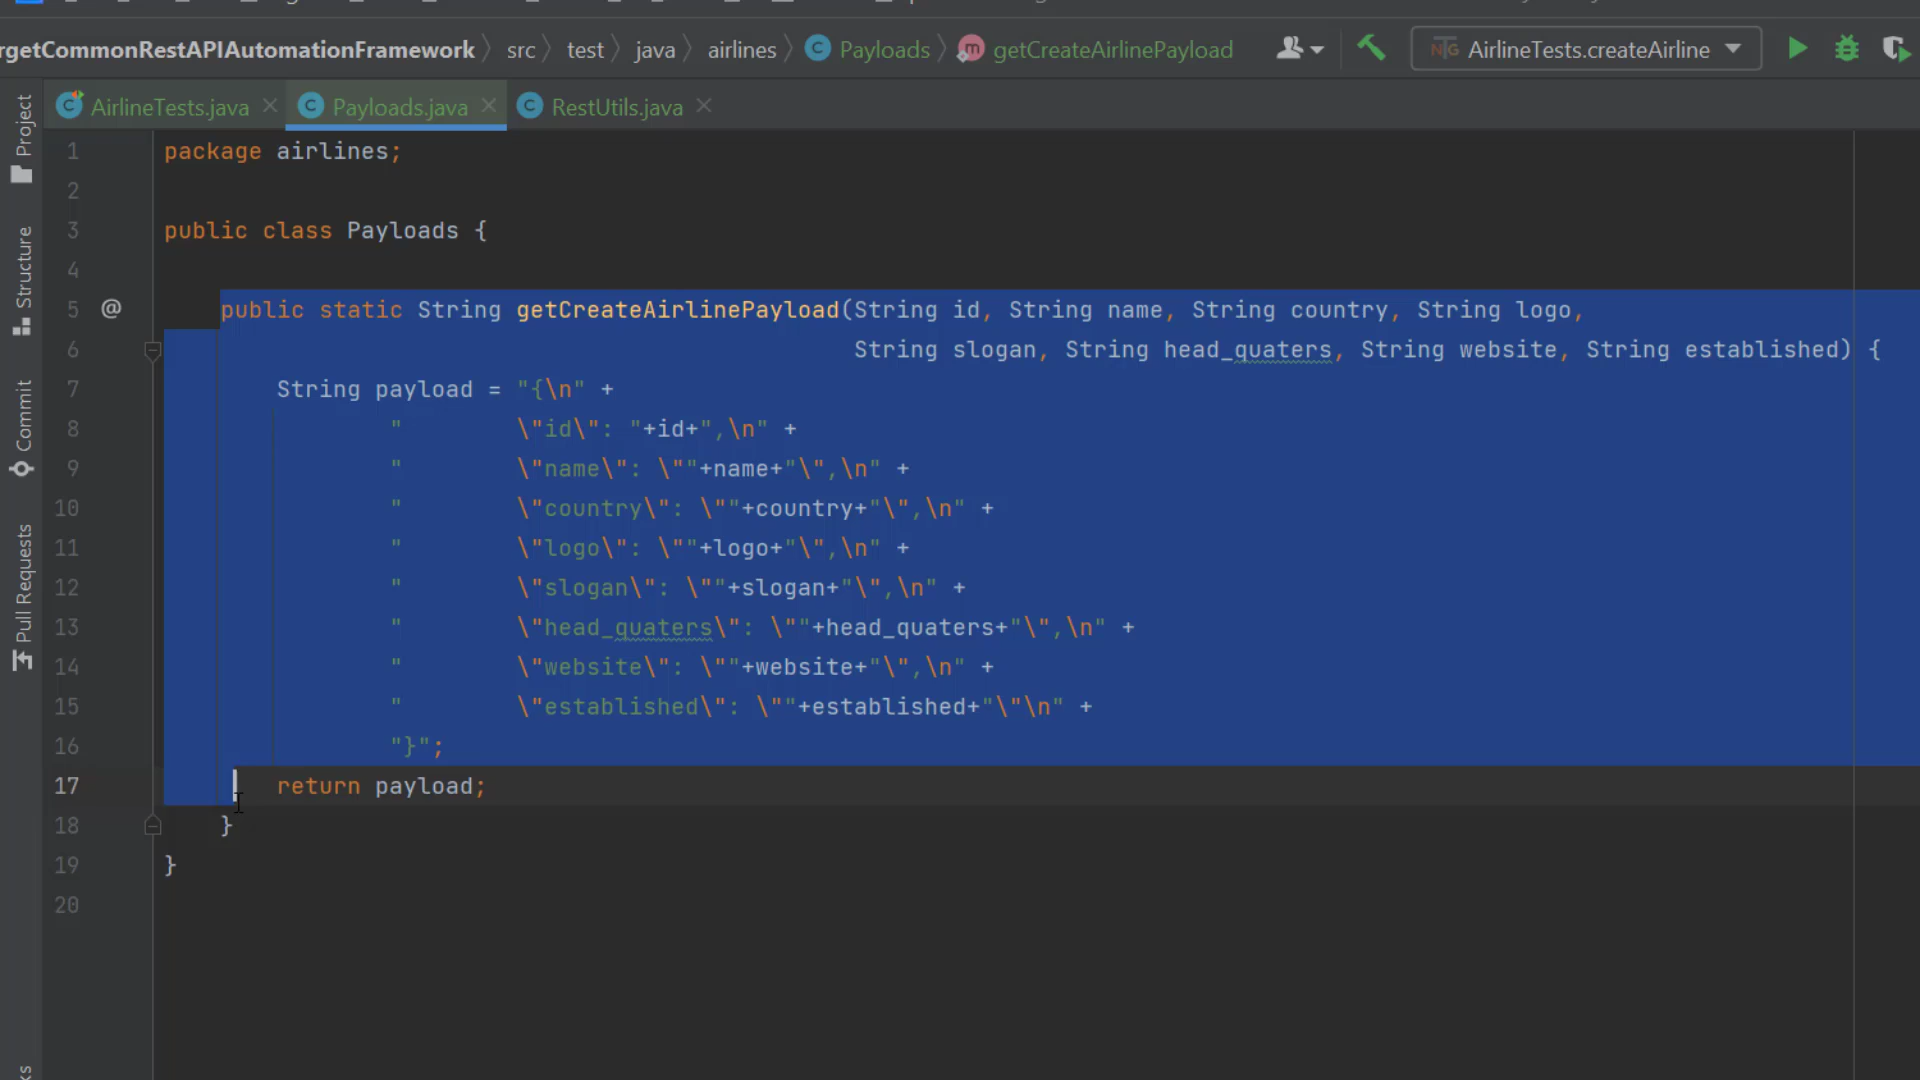 rgetCommonRestAPIAutomationFramework 〉 src 〉 test 〉 java 〉 airlines 〉 Payloads 〉 getCreateAirlinePayload AirlineTests.createAirline
AirlineTests.java Payloads.java RestUtils.java
Project
Structure
Commit
Pull Requests
1 package airlines;
2
3 public class Payloads {
4
5 @ public static String getCreateAirlinePayload(String id, String name, String country, String logo,
6 String slogan, String head_quaters, String website, String established) {
7 String payload = "{\n" +
8 " \"id\": "+id+",\n" +
9 " \"name\": \""+name+"\",\n" +
10 " \"country\": \""+country+"\",\n" +
11 " \"logo\": \""+logo+"\",\n" +
12 " \"slogan\": \""+slogan+"\",\n" +
13 " \"head_quaters\": \""+head_quaters+"\",\n" +
14 " \"website\": \""+website+"\",\n" +
15 " \"established\": \""+established+"\"\n" +
16 "}";
17 return payload;
18 }
19 }
20